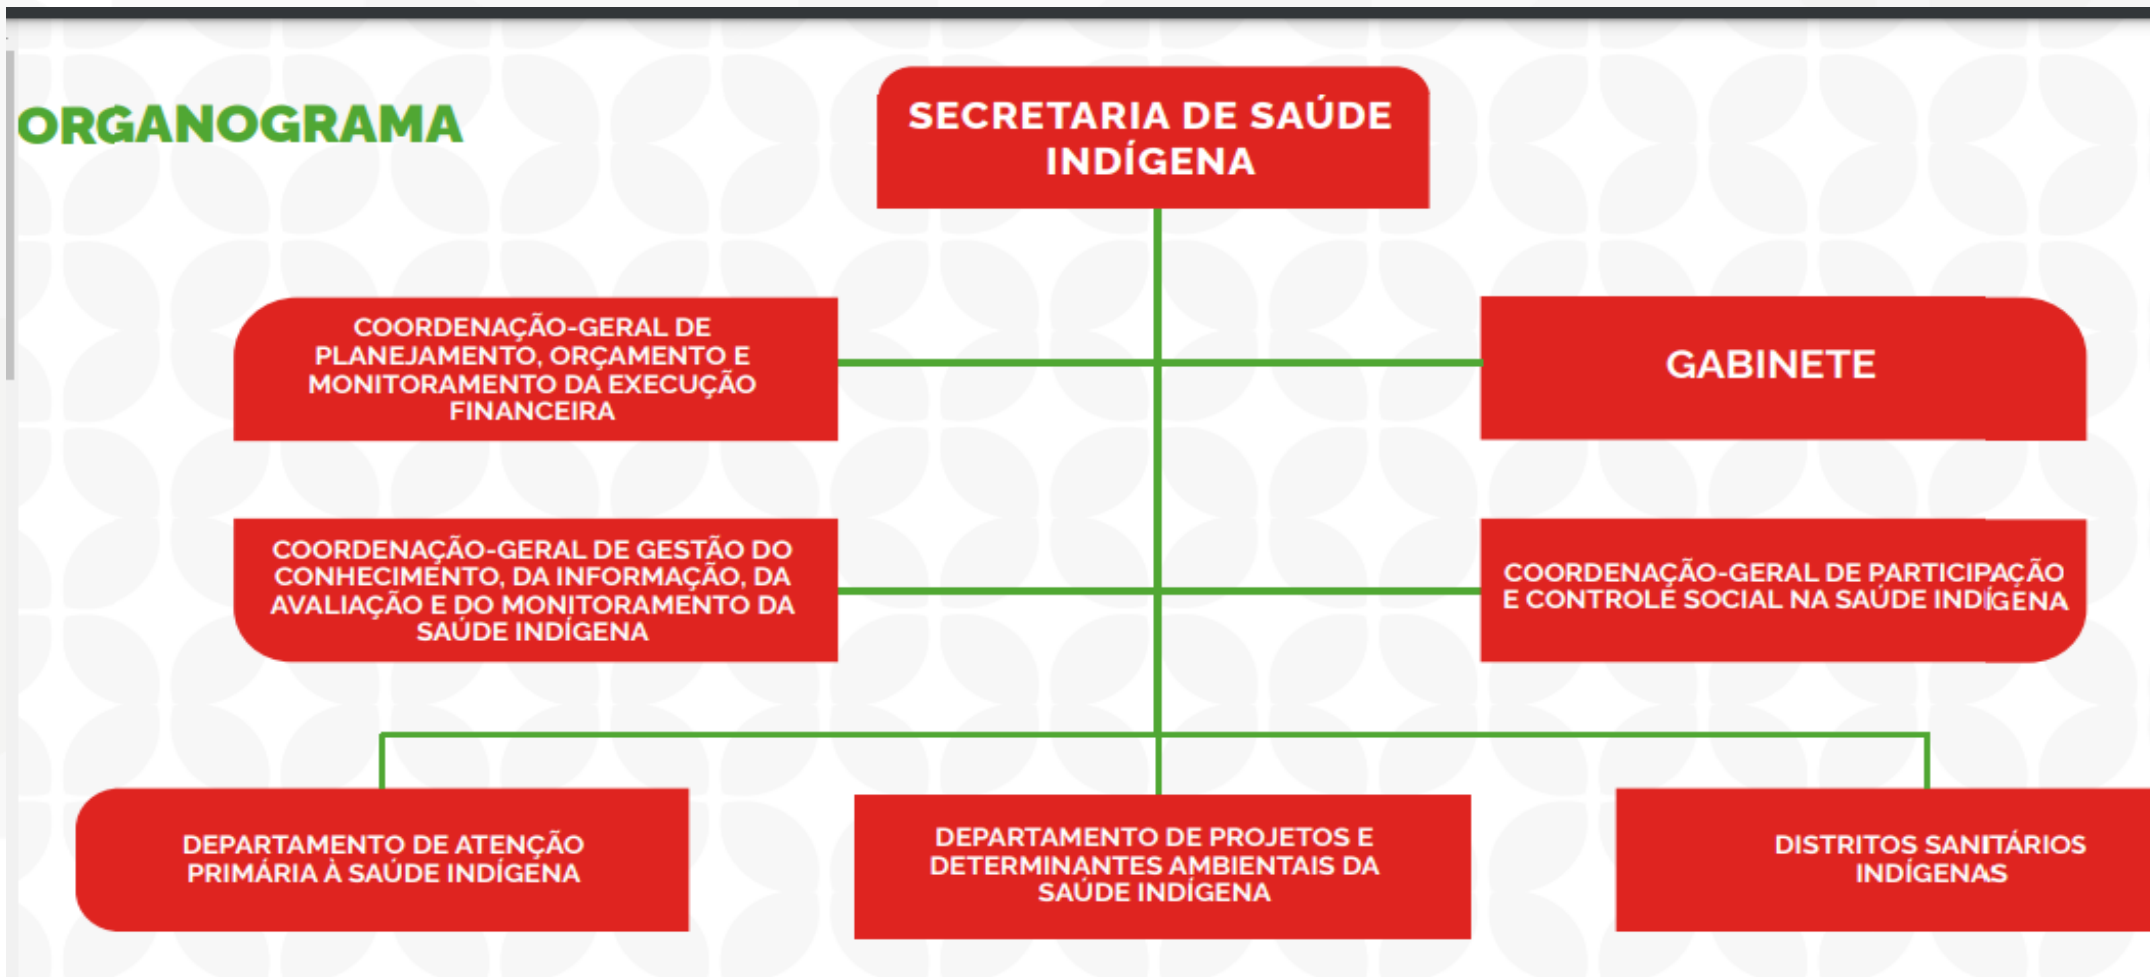 ORGANOGRAMA
SECRETARIA DE SAÚDE
INDÍGENA
COORDENAÇÃO-GERAL DE
PLANEJAMENTO, ORÇAMENTO E
MONITORAMENTO DA EXECUÇÃO
FINANCEIRA
GABINETE
COORDENAÇÃO-GERAL DE GESTÃO DO
CONHECIMENTO, DA INFORMAÇÃO, DA
AVALIAÇÃO E DO MONITORAMENTO DA
SAÚDE INDÍGENA
COORDENAÇÃO-GERAL DE PARTICIPAÇÃO
E CONTROLE SOCIAL NA SAÚDE INDÍGENA
DEPARTAMENTO DE ATENÇÃO
PRIMÁRIA À SAÚDE INDÍGENA
DEPARTAMENTO DE PROJETOS E
DETERMINANTES AMBIENTAIS DA
SAÚDE INDÍGENA
DISTRITOS SANITÁRIOS
INDÍGENAS